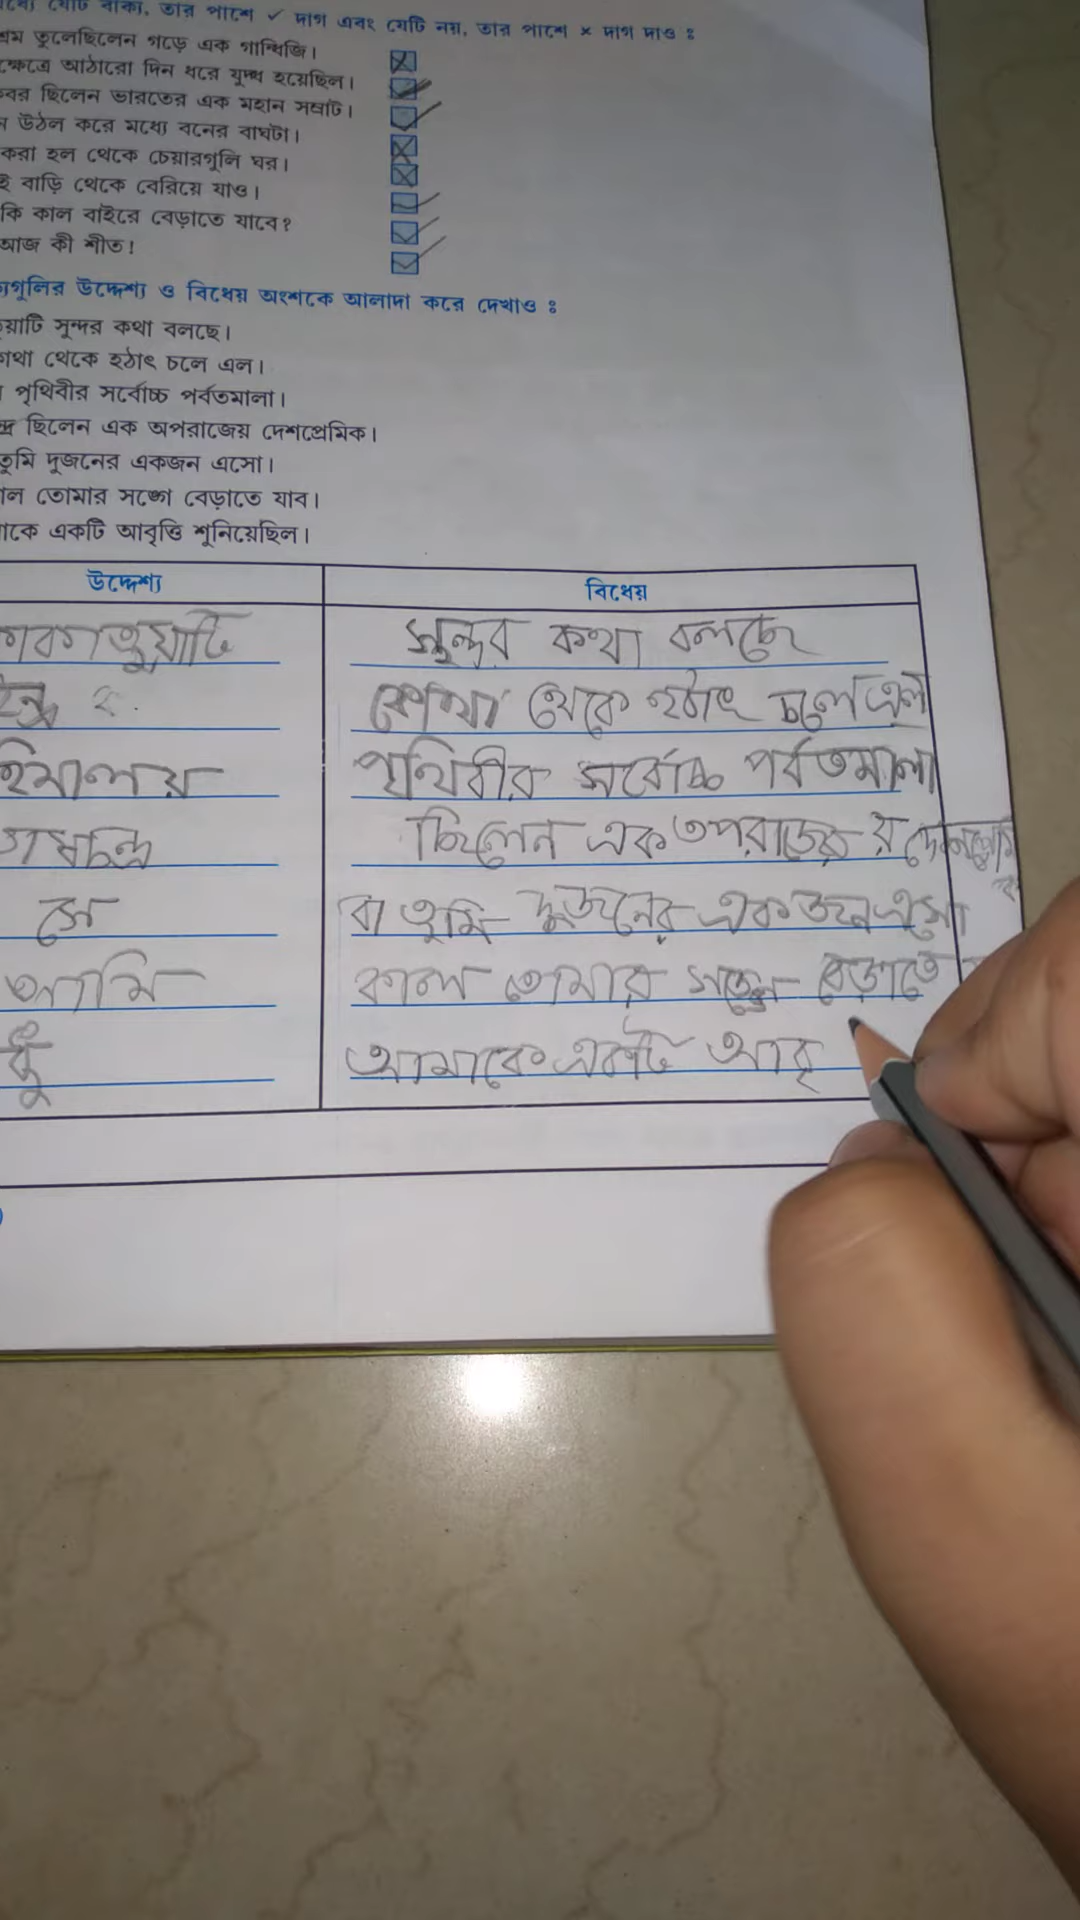 যেটি বাক্য, তার পাশে ✓ দাগ এবং যেটি নয়, তার পাশে × দাগ দাও :
তুলেছিলেন গড়ে এক গান্ধিজি।
ক্ষেত্রে আঠারো দিন ধরে যুদ্ধ হয়েছিল।
ছিলেন ভারতের এক মহান সম্রাট।
উঠল করে মধ্যে বনের বাঘটা।
করা হল থেকে চেয়ারগুলি ঘর।
ই বাড়ি থেকে বেরিয়ে যাও।
কি কাল বাইরে বেড়াতে যাবে?
আজ কী শীত!
গুলির উদ্দেশ্য ও বিধেয় অংশকে আলাদা করে দেখাও :
য়াটি সুন্দর কথা বলছে।
থেকে হঠাৎ চলে এল।
পৃথিবীর সর্বোচ্চ পর্বতমালা।
ন্দ্র ছিলেন এক অপরাজেয় দেশপ্রেমিক।
তুমি দুজনের একজন এসো।
তোমার সঙ্গে বেড়াতে যাব।
কে একটি আবৃত্তি শুনিয়েছিল।
উদ্দেশ্য বিধেয়
কাকাতুয়াটি সুন্দর কথা বলছে
কোথা থেকে হঠাৎ চলে এল
হিমালয় পৃথিবীর সর্বোচ্চ পর্বতমালা
ছিলেন এক
সে বা তুমি দুজনের একজন এসো
আমি কাল তোমার সঙ্গে বেড়াতে
আমাকে একটি আবৃ